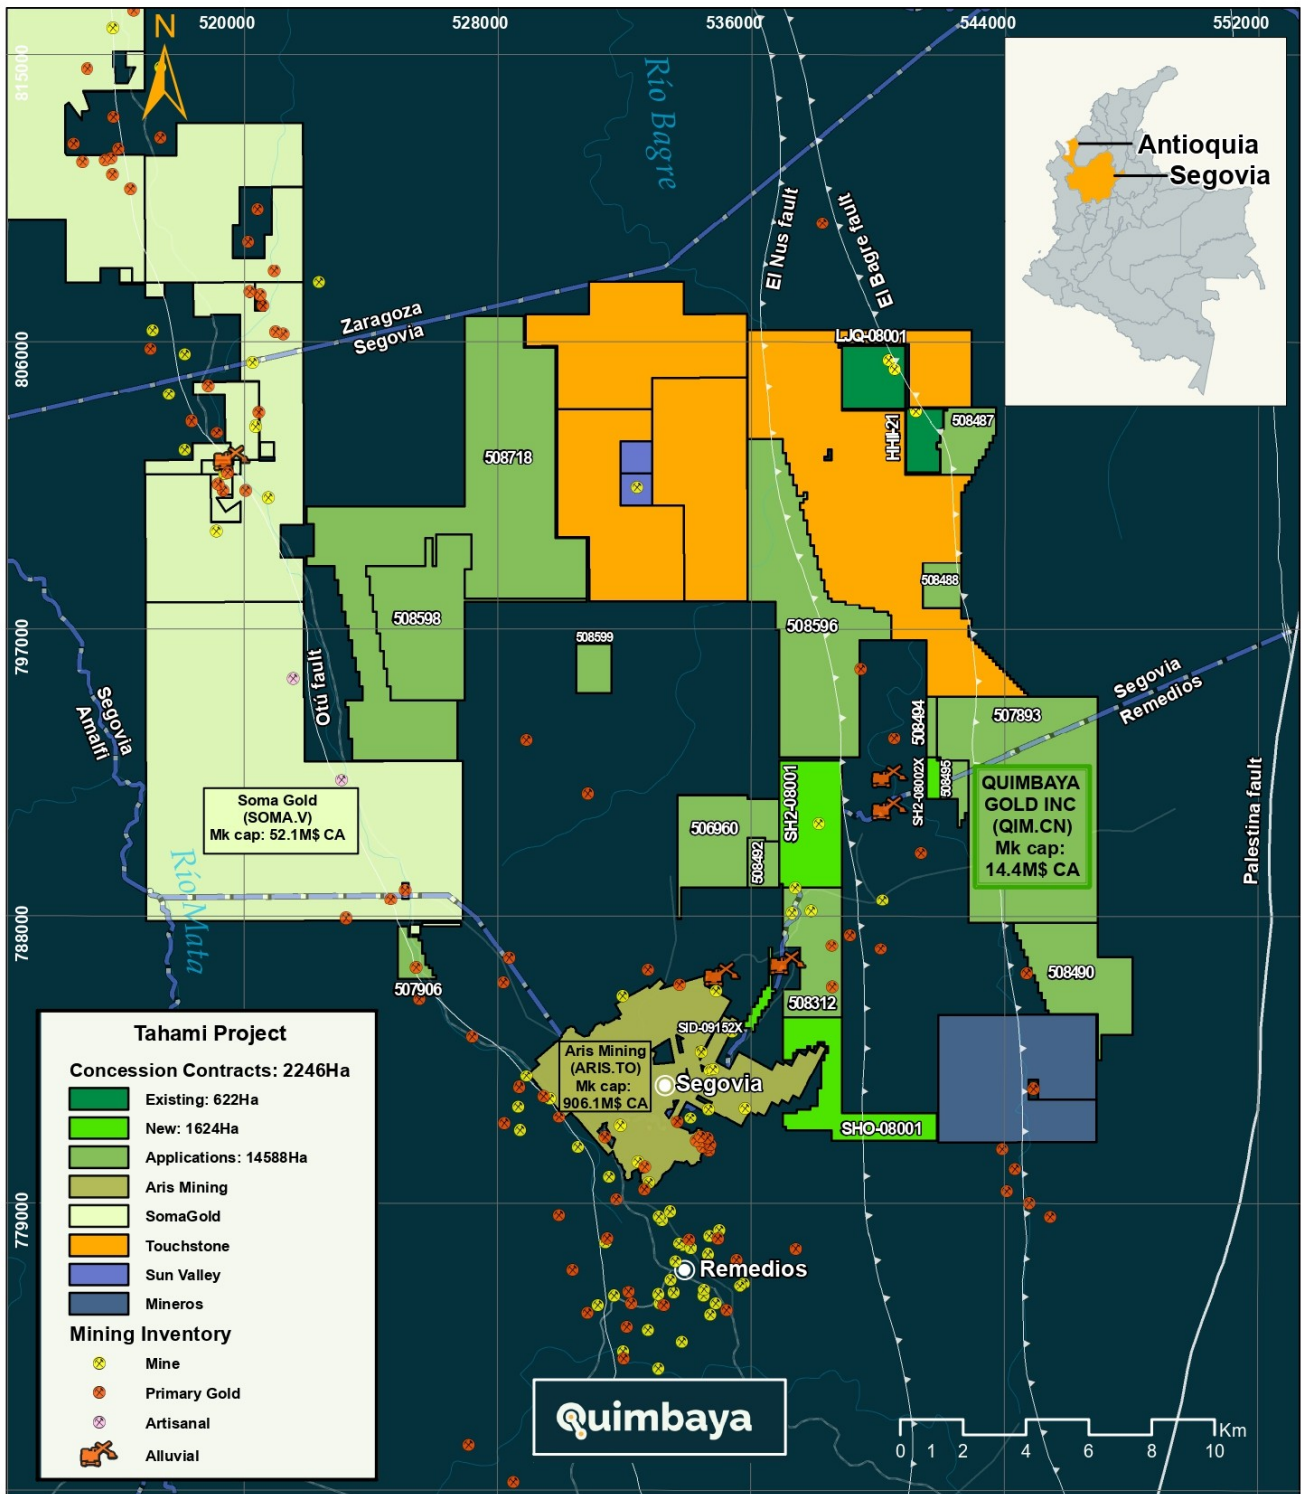 N
520000
528000
536000
544000
552000
815000
806000
797000
788000
779000
Río Bagre
Antioquia
Segovia
El Nus fault
El Bagre fault
Zaragoza
Segovia
LJQ-08001
HHII-21
508487
508718
508488
508598
508596
508599
Segovia
Amalfi
Otú fault
Segovia
Remedios
508494
507893
SH2-08002X
508495
SH2-08001
Palestina fault
QUIMBAYA
GOLD INC
(QIM.CN)
Mk cap:
14.4M$ CA
Soma Gold
(SOMA.V)
Mk cap: 52.1M$ CA
506960
508492
Río Mata
507906
508490
508312
SID-09152X
Aris Mining
(ARIS.TO)
Mk cap:
906.1M$ CA
Segovia
SHO-08001
Remedios
Tahami Project
Concession Contracts: 2246Ha
Existing: 622Ha
New: 1624Ha
Applications: 14588Ha
Aris Mining
SomaGold
Touchstone
Sun Valley
Mineros
Mining Inventory
Mine
Primary Gold
Artisanal
Alluvial
Quimbaya
Km
0 1 2 4 6 8 10